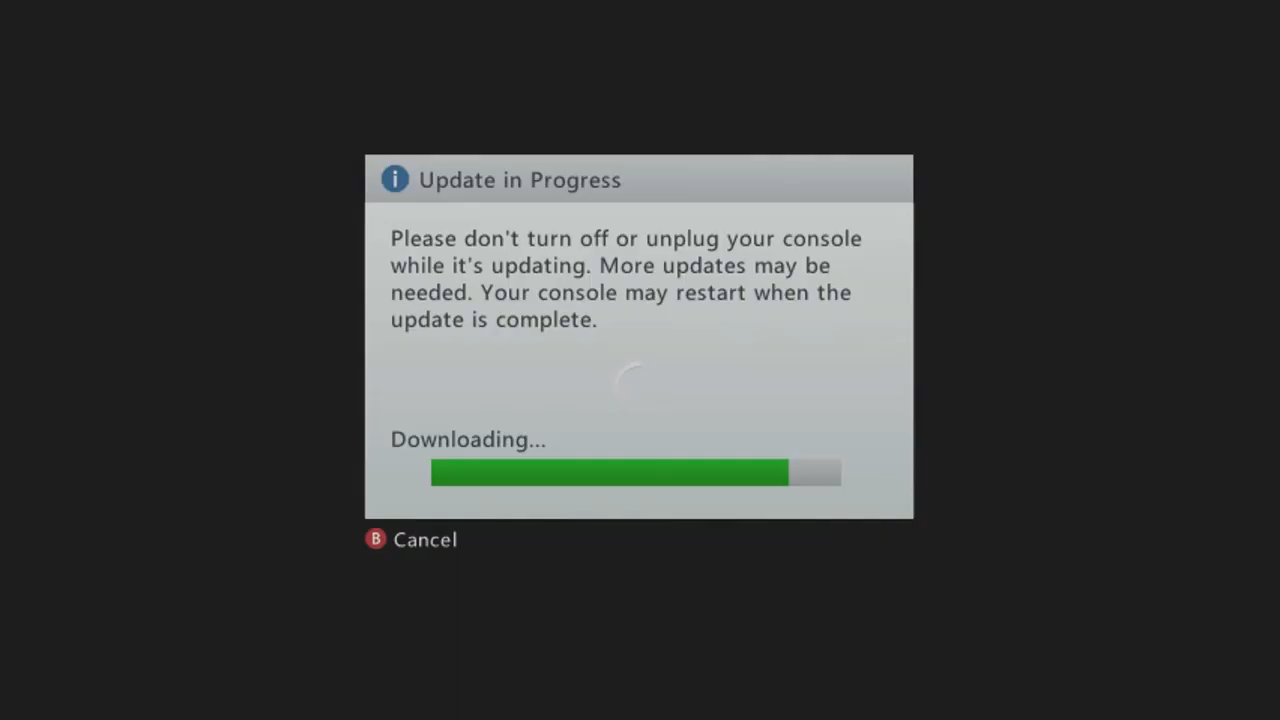 i Update in Progress
Please don't turn off or unplug your console
while it's updating. More updates may be
needed. Your console may restart when the
update is complete.
Downloading...
B Cancel